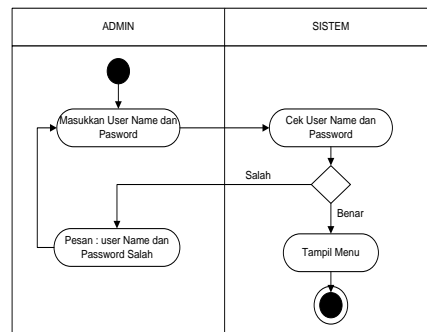 ADMIN
SISTEM
Masukkan User Name dan
Pasword
Cek User Name dan
Password
Salah
Benar
Pesan : user Name dan
Password Salah
Tampil Menu